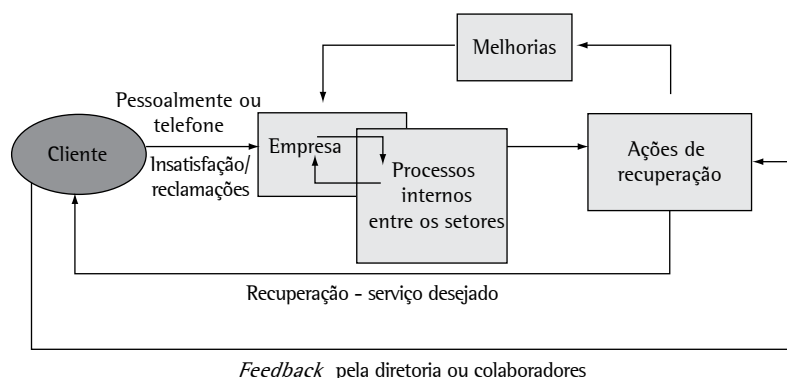 Melhorias
Pessoalmente ou
telefone
Cliente
Insatisfação/
reclamações
Empresa
Processos
internos
entre os setores
Ações de
recuperação
Recuperação - serviço desejado
Feedback pela diretoria ou colaboradores